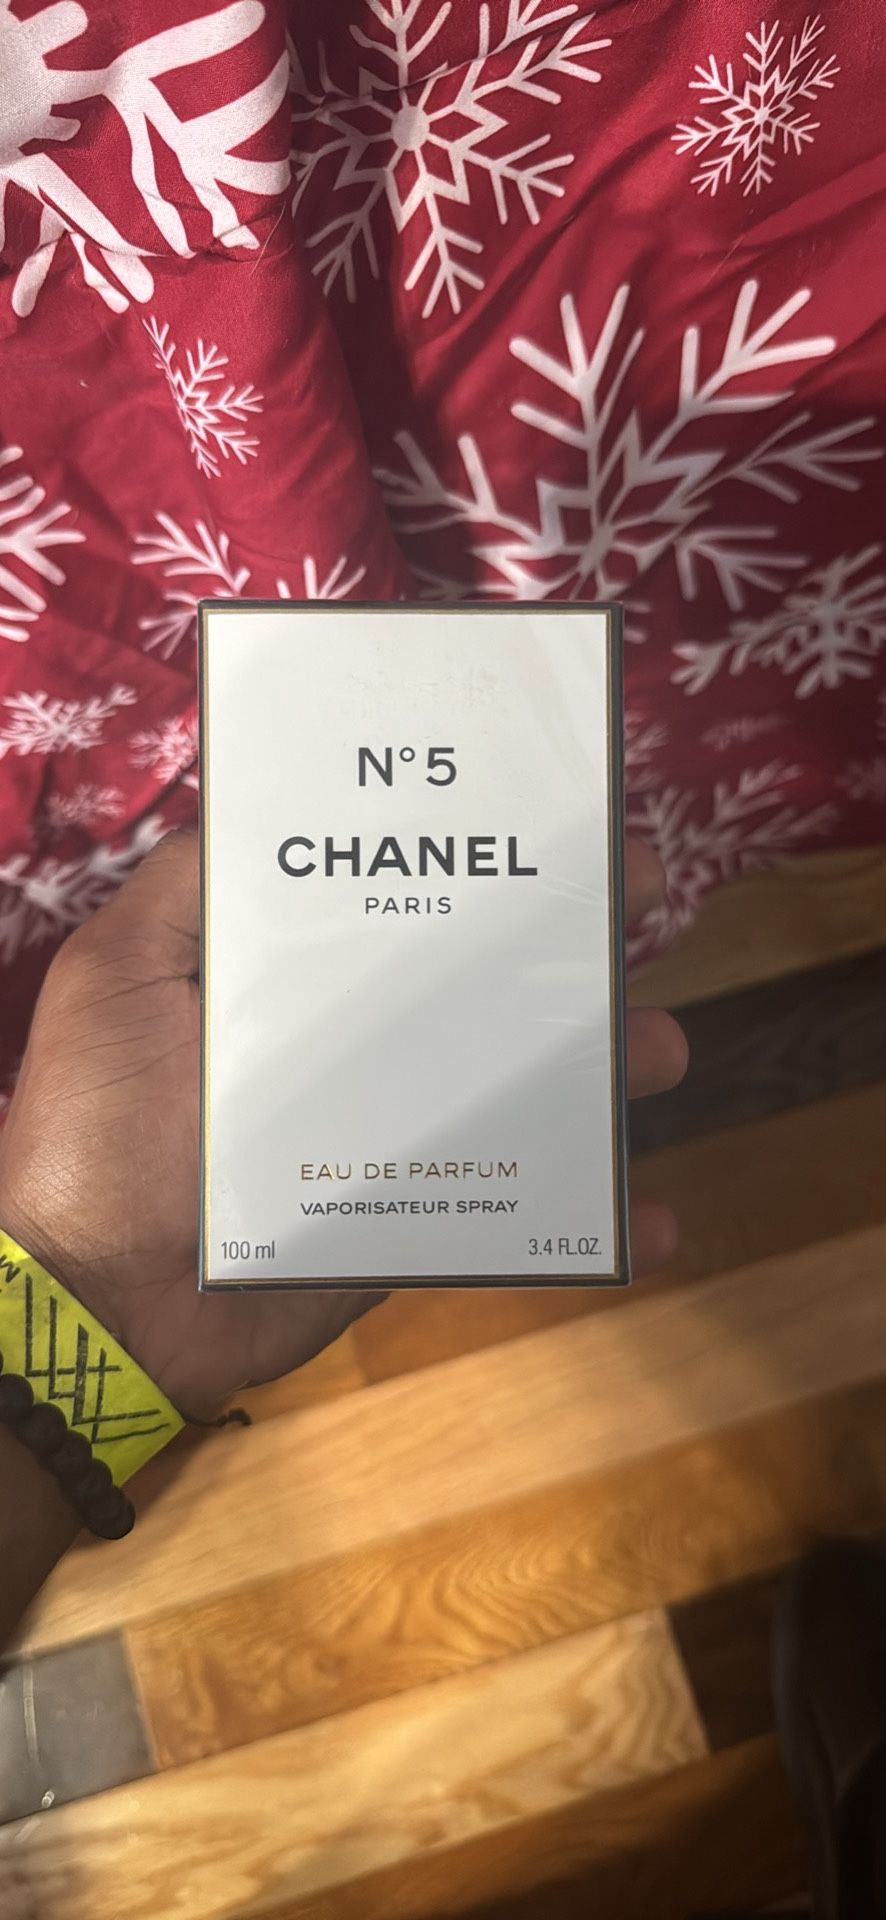 N°5
CHANEL
PARIS
EAU DE PARFUM
VAPORISATEUR SPRAY
100 ml
3.4 FL.OZ.